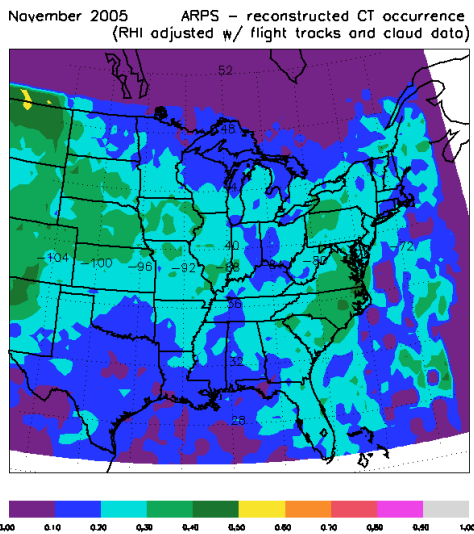 November 2005 ARPS - reconstructed CT occurrence
(RHI adjusted w/ flight tracks and cloud data)
52
48
44
40
-104 -100 -96 -92 -88 -84 -80 -72
36
32
28
0.00 0.10 0.20 0.30 0.40 0.50 0.60 0.70 0.80 0.90 1.00